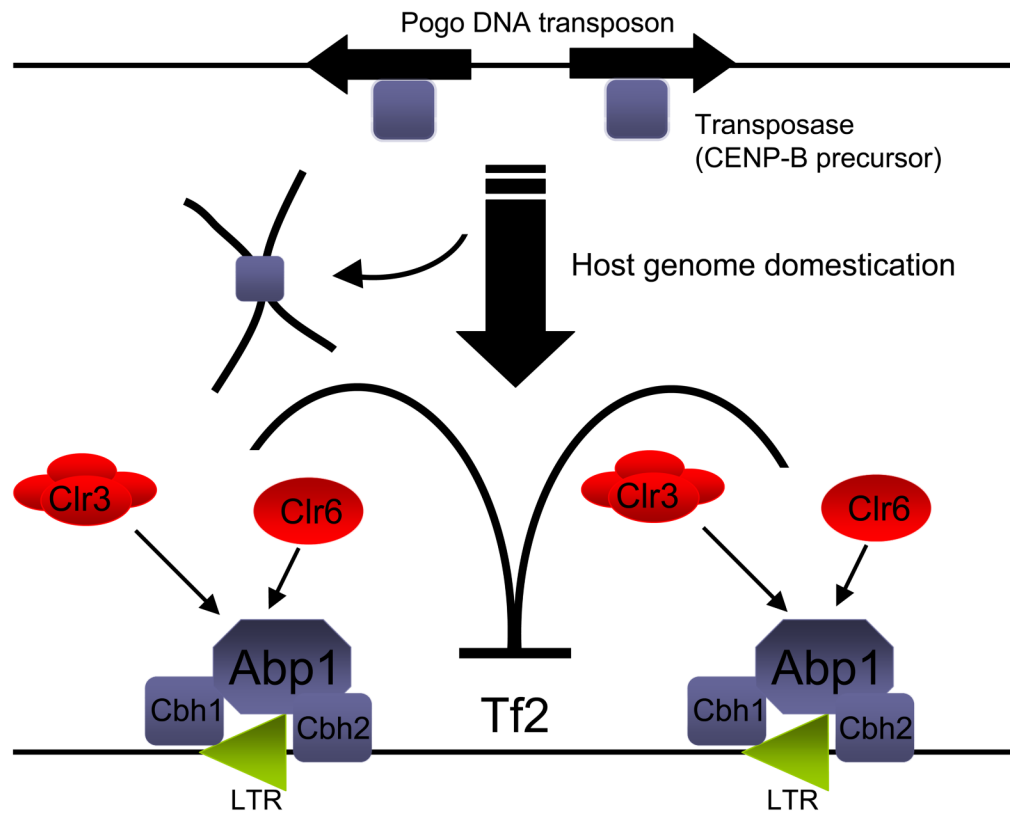 Pogo DNA transposon
Transposase
(CENP-B precursor)
Host genome domestication
Clr3
Clr6
Clr3
Clr6
Abp1
Cbh1
Cbh2
Tf2
Abp1
Cbh1
Cbh2
LTR
LTR